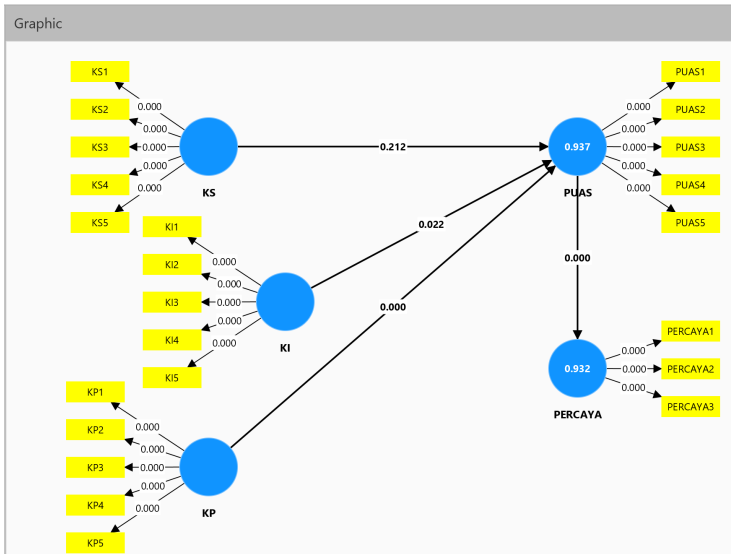 Graphic
KS1
KS2
KS3
KS4
KS5
0.000
0.000
0.000
0.000
0.000
KS
0.212
0.937
PUAS
0.000
0.000
0.000
0.000
0.000
PUAS1
PUAS2
PUAS3
PUAS4
PUAS5
KI1
KI2
KI3
KI4
KI5
0.000
0.000
0.000
0.000
0.000
KI
0.022
0.000
0.000
0.932
PERCAYA
0.000
0.000
0.000
PERCAYA1
PERCAYA2
PERCAYA3
KP1
KP2
KP3
KP4
KP5
0.000
0.000
0.000
0.000
0.000
KP